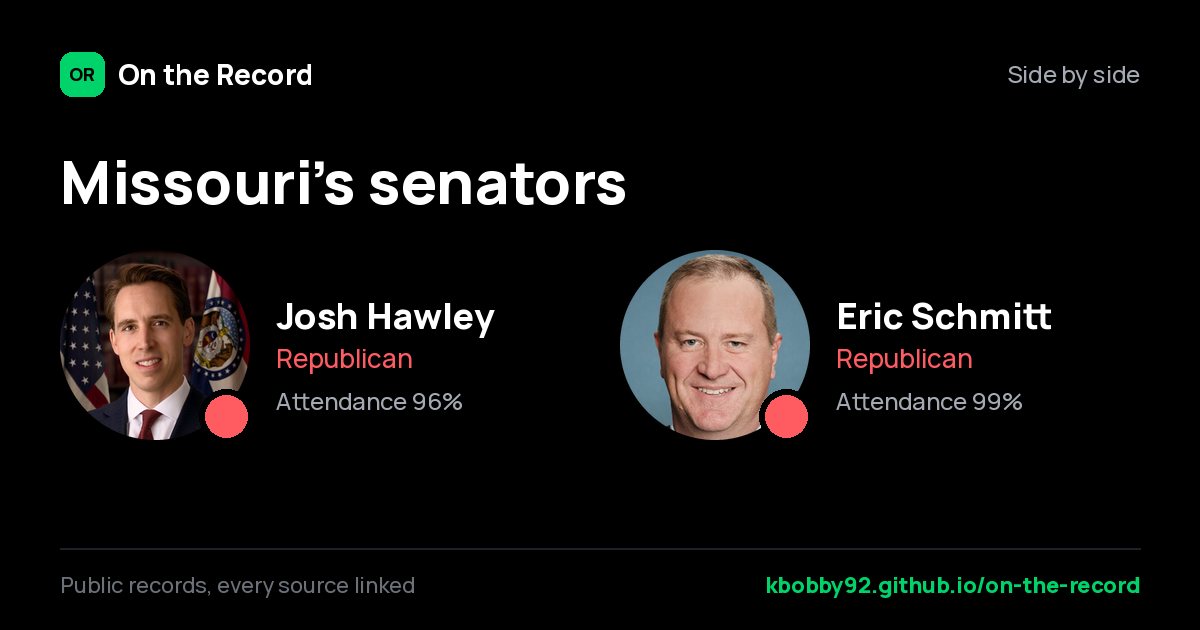 OR On the Record
Side by side
Missouri’s senators
Josh Hawley
Republican
Attendance 96%
Eric Schmitt
Republican
Attendance 99%
Public records, every source linked
kbobby92.github.io/on-the-record